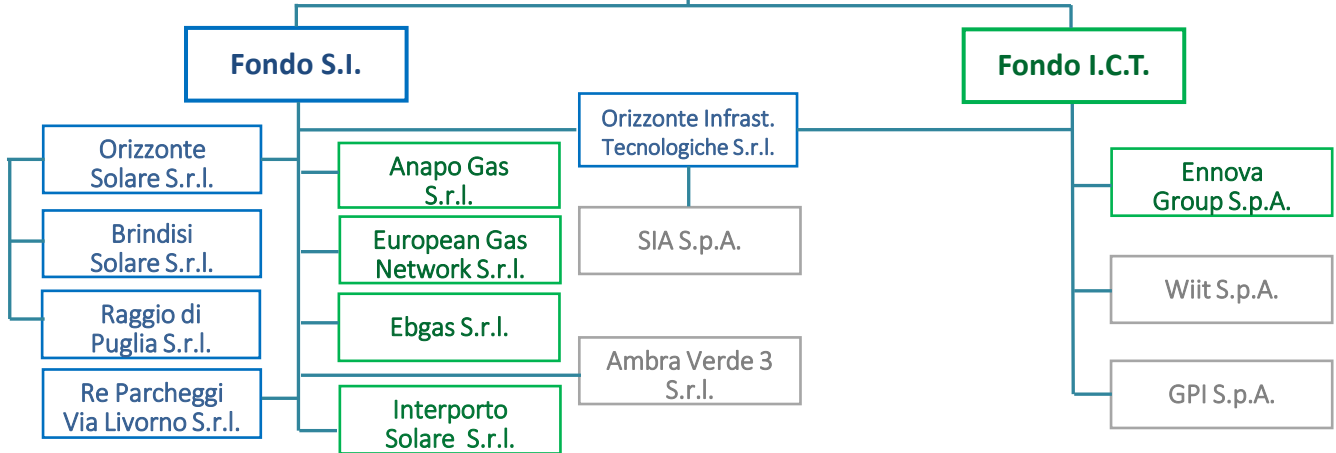 Fondo S.I.
Fondo I.C.T.
Orizzonte
Solare S.r.l.
Brindisi
Solare S.r.l.
Raggio di
Puglia S.r.l.
Re Parcheggi
Via Livorno S.r.l.
Anapo Gas
S.r.l.
European Gas
Network S.r.l.
Ebgas S.r.l.
Interporto
Solare S.r.l.
Orizzonte Infrast.
Tecnologiche S.r.l.
SIA S.p.A.
Ambra Verde 3
S.r.l.
Ennova
Group S.p.A.
Wiit S.p.A.
GPI S.p.A.